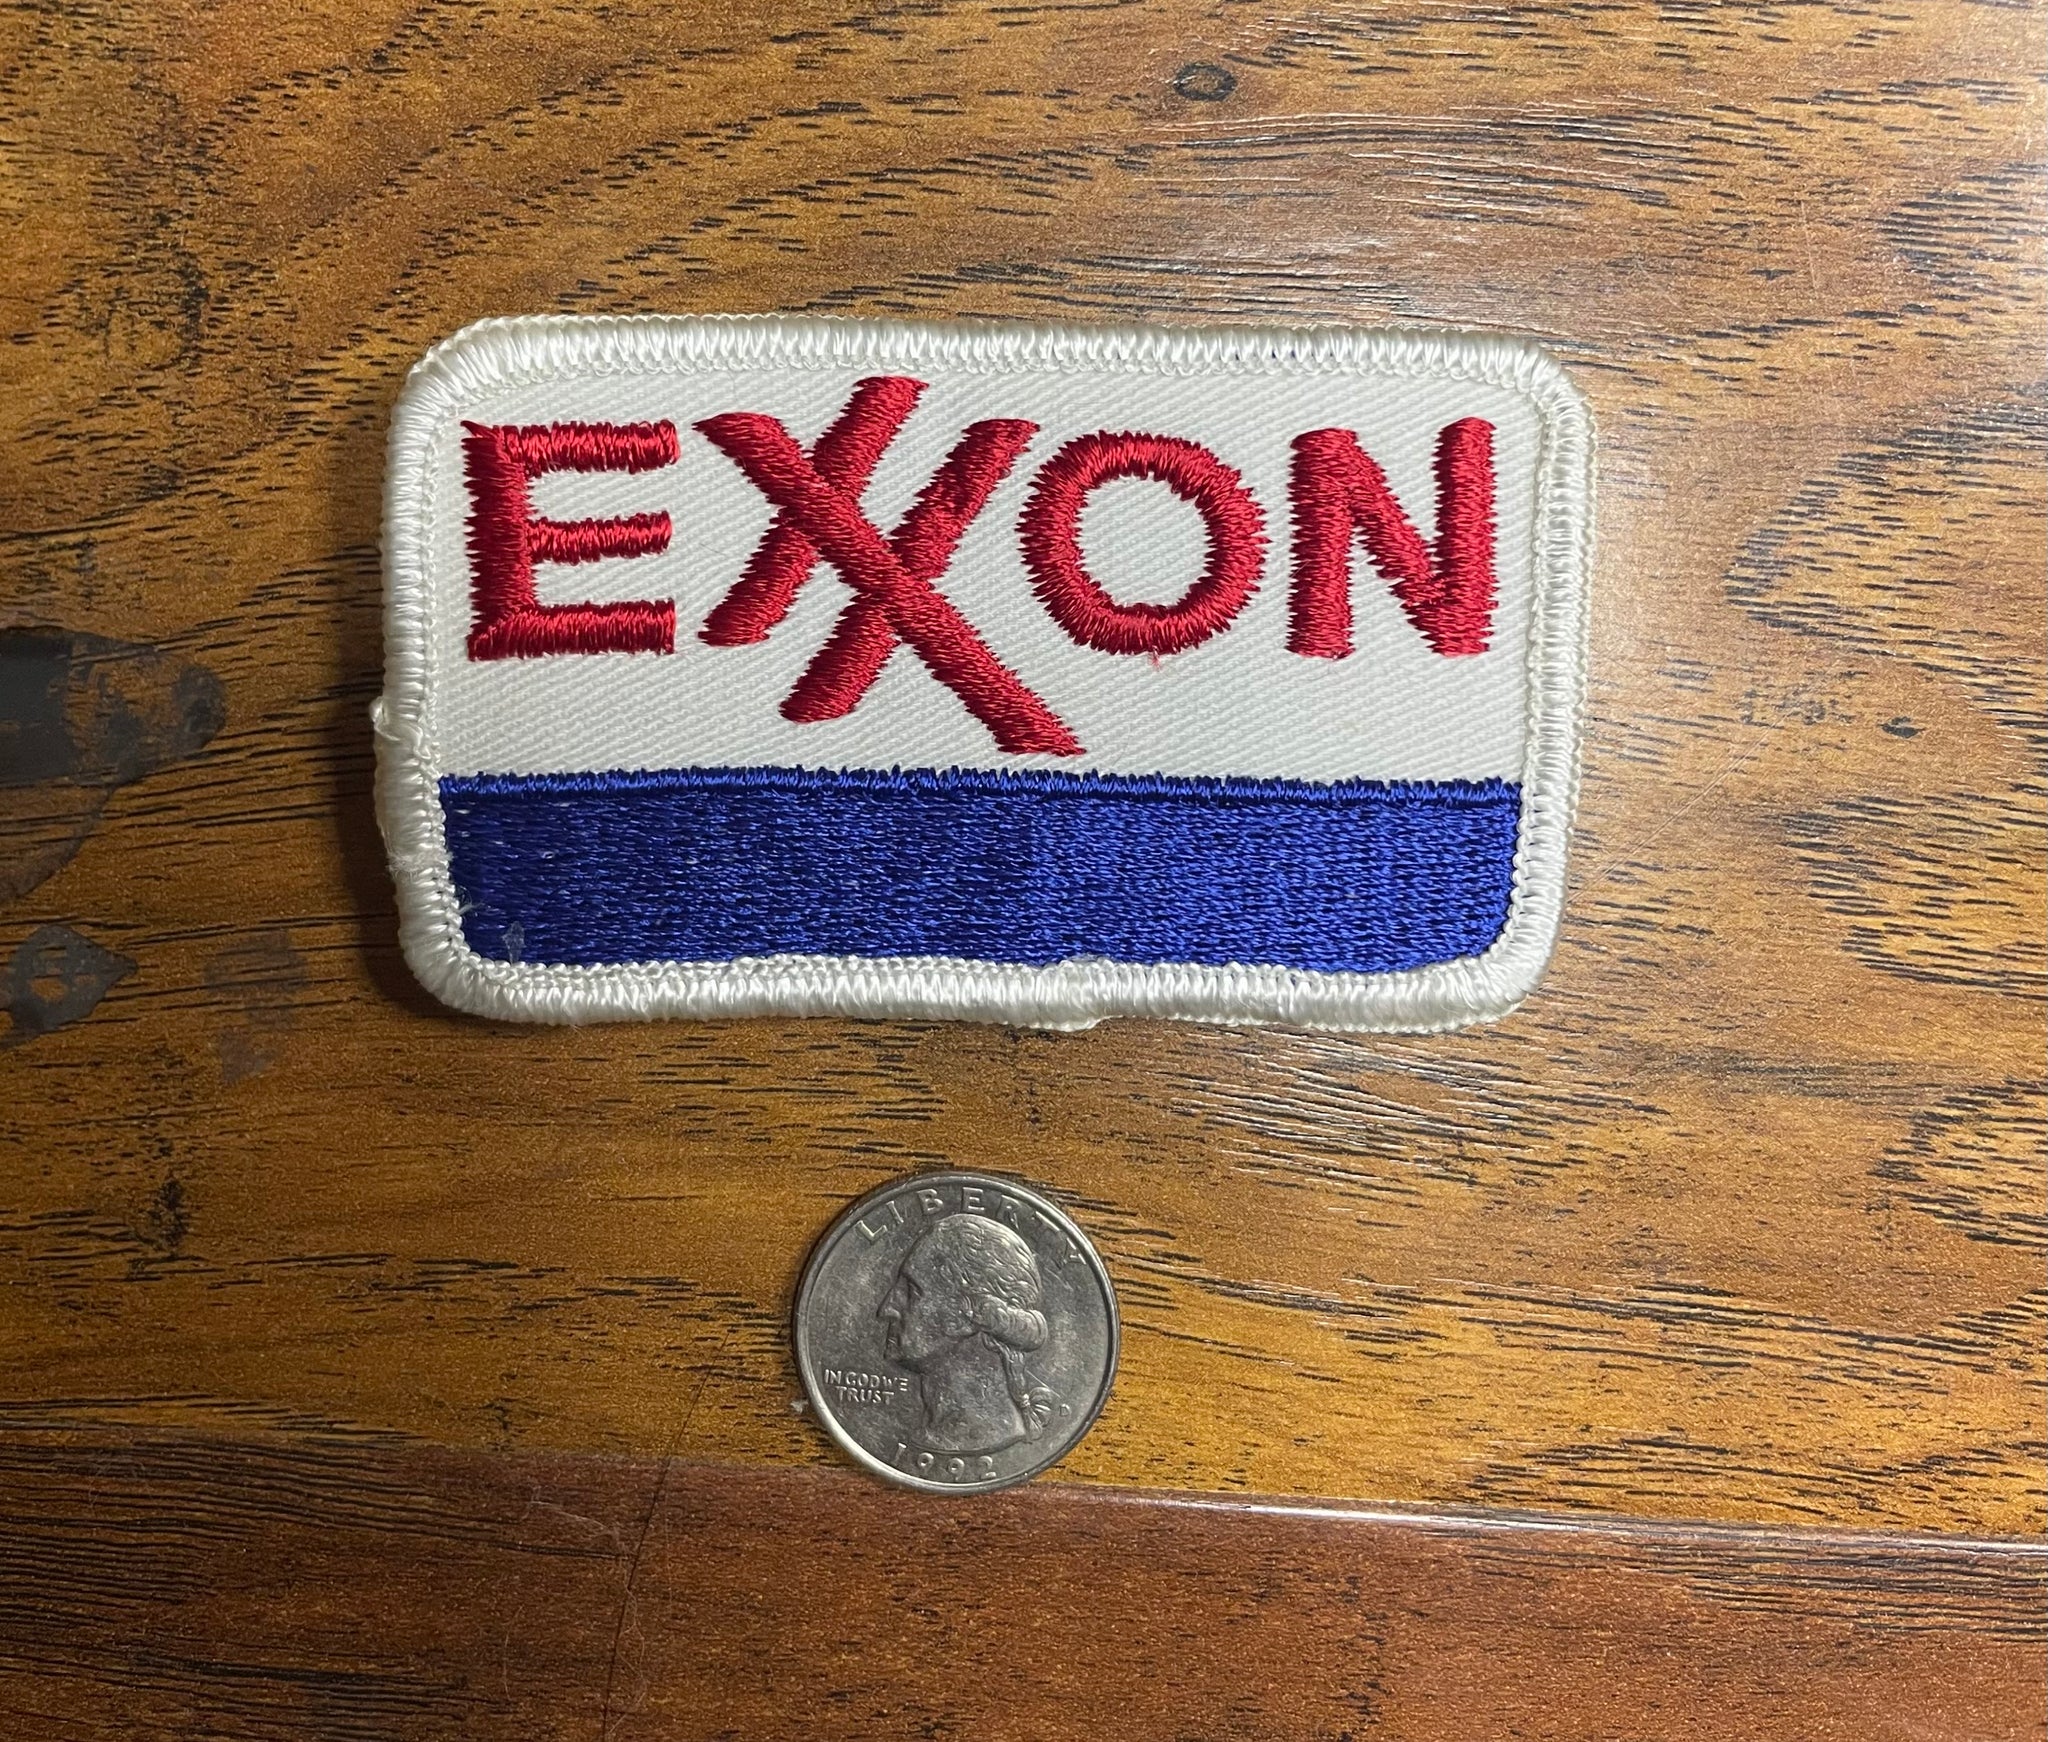 EXXON
LIBERTY
IN GOD WE
TRUST
D
1992